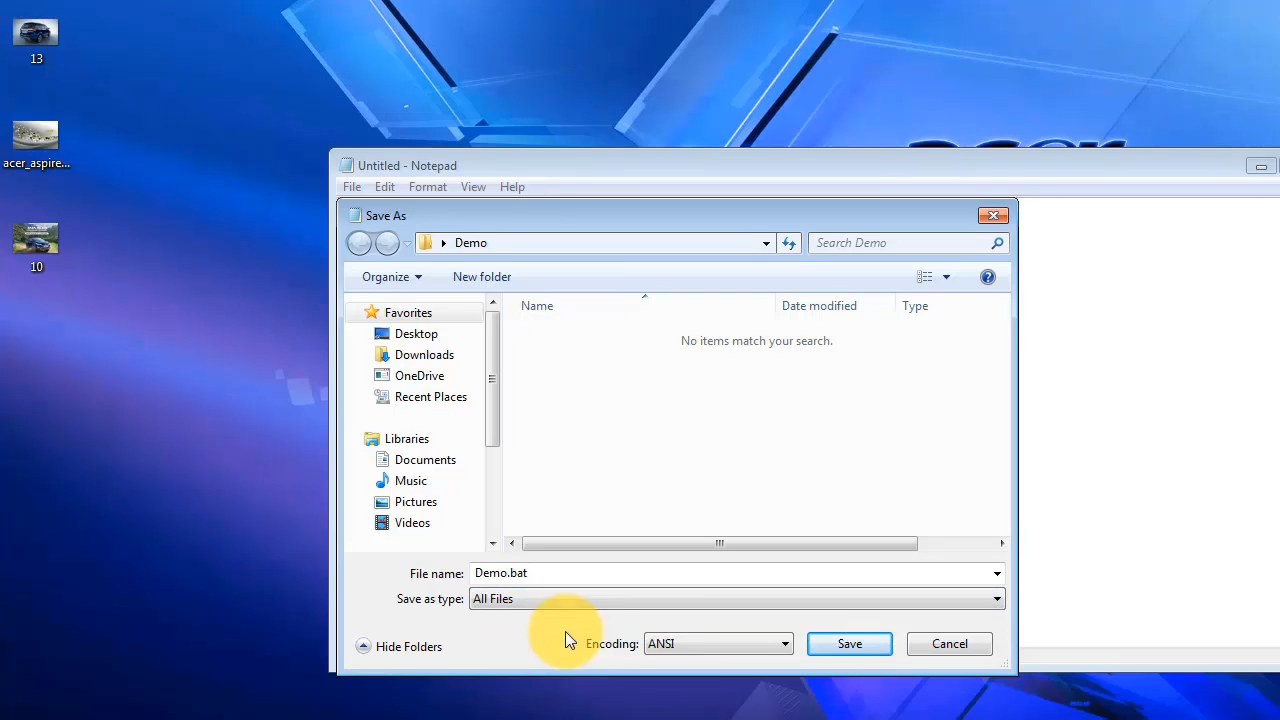 13
acer_aspire...
10
acer
Untitled - Notepad
File Edit Format View Help
Save As
Demo
Search Demo
Organize
New folder
Favorites
Desktop
Downloads
OneDrive
Recent Places
Libraries
Documents
Music
Pictures
Videos
Name Date modified Type
No items match your search.
File name: Demo.bat
Save as type: All Files
Hide Folders
Encoding: ANSI
Save
Cancel